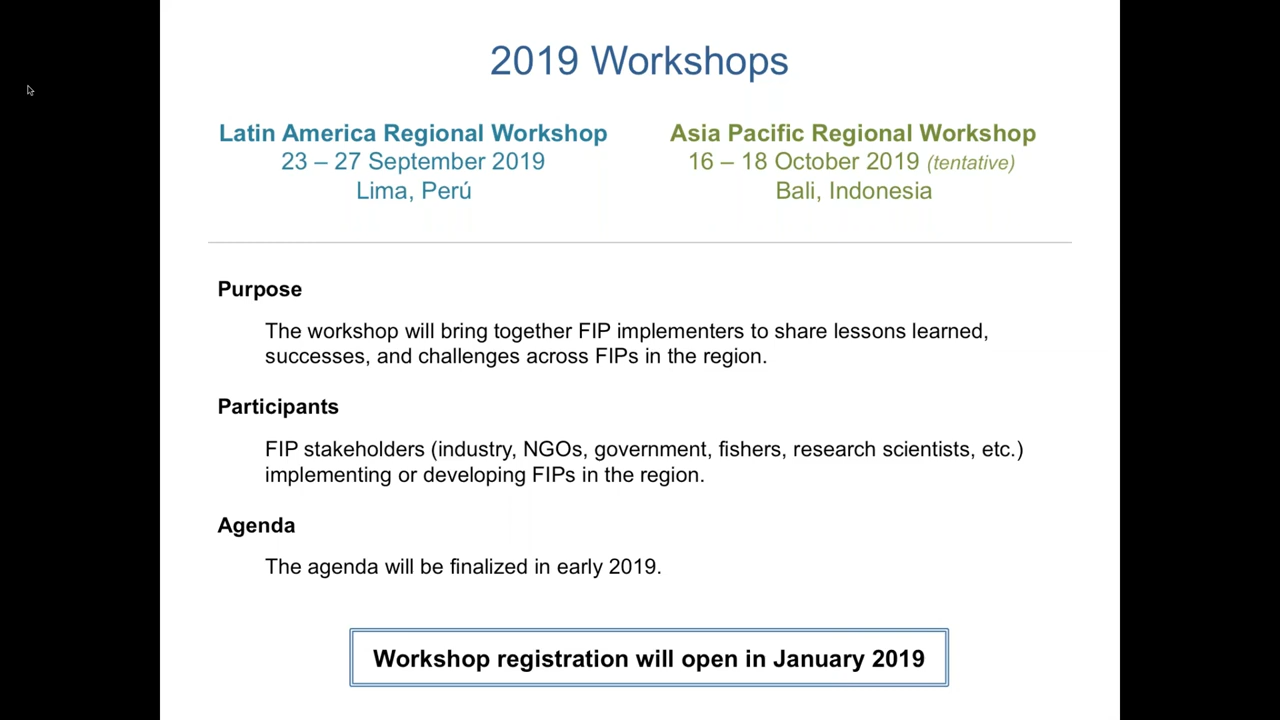 2019 Workshops
Latin America Regional Workshop
23 – 27 September 2019
Lima, Perú
Asia Pacific Regional Workshop
16 – 18 October 2019 (tentative)
Bali, Indonesia
Purpose
The workshop will bring together FIP implementers to share lessons learned,
successes, and challenges across FIPs in the region.
Participants
FIP stakeholders (industry, NGOs, government, fishers, research scientists, etc.)
implementing or developing FIPs in the region.
Agenda
The agenda will be finalized in early 2019.
Workshop registration will open in January 2019